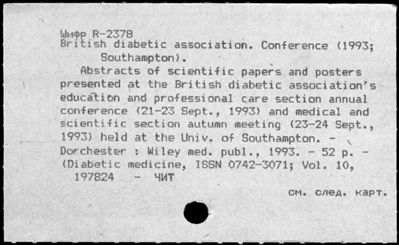 Шифр R-2378
British diabetic association. Conference (1993;
Southampton).
Abstracts of scientific papers and posters
presented at the British diabetic association's
education and professional care section annual
conference (21-23 Sept., 1993) and medical and
scientific section autumn meeting (23-24 Sept.,
1993) held at the Univ. of Southampton. -
Dorchester : Wiley med. publ., 1993. - 52 p. -
(Diabetic medicine, ISSN 0742-3071; Vol. 10,
197824 - ЧИТ
см. след. карт.